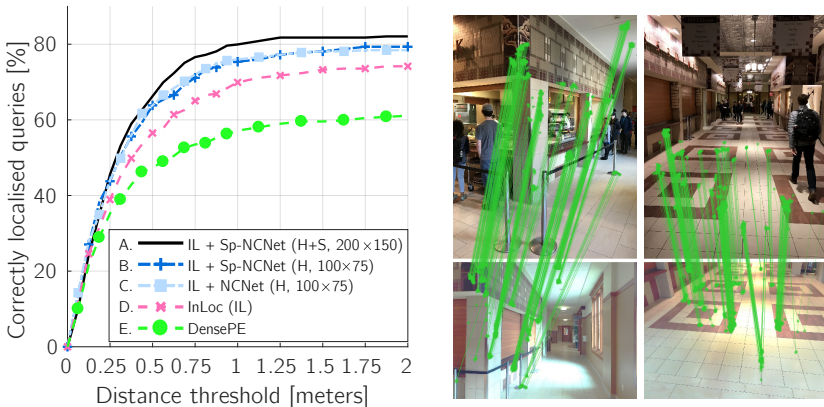 Correctly localised queries [%]
80
60
40
20
0
A. IL + Sp-NCNet (H+S, 200×150)
B. IL + Sp-NCNet (H, 100×75)
C. IL + NCNet (H, 100×75)
D. InLoc (IL)
E. DensePE
0 0.25 0.5 0.75 1 1.25 1.5 1.75 2
Distance threshold [meters]